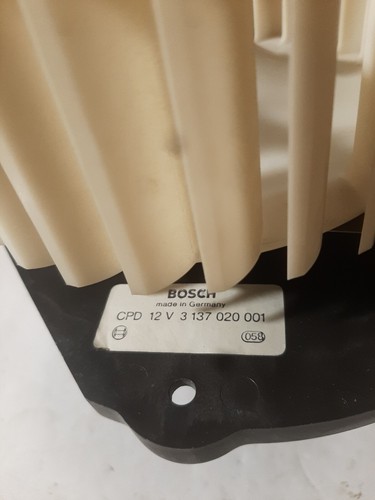 BOSCH
made in Germany
CPD 12 V 3 137 020 001
058